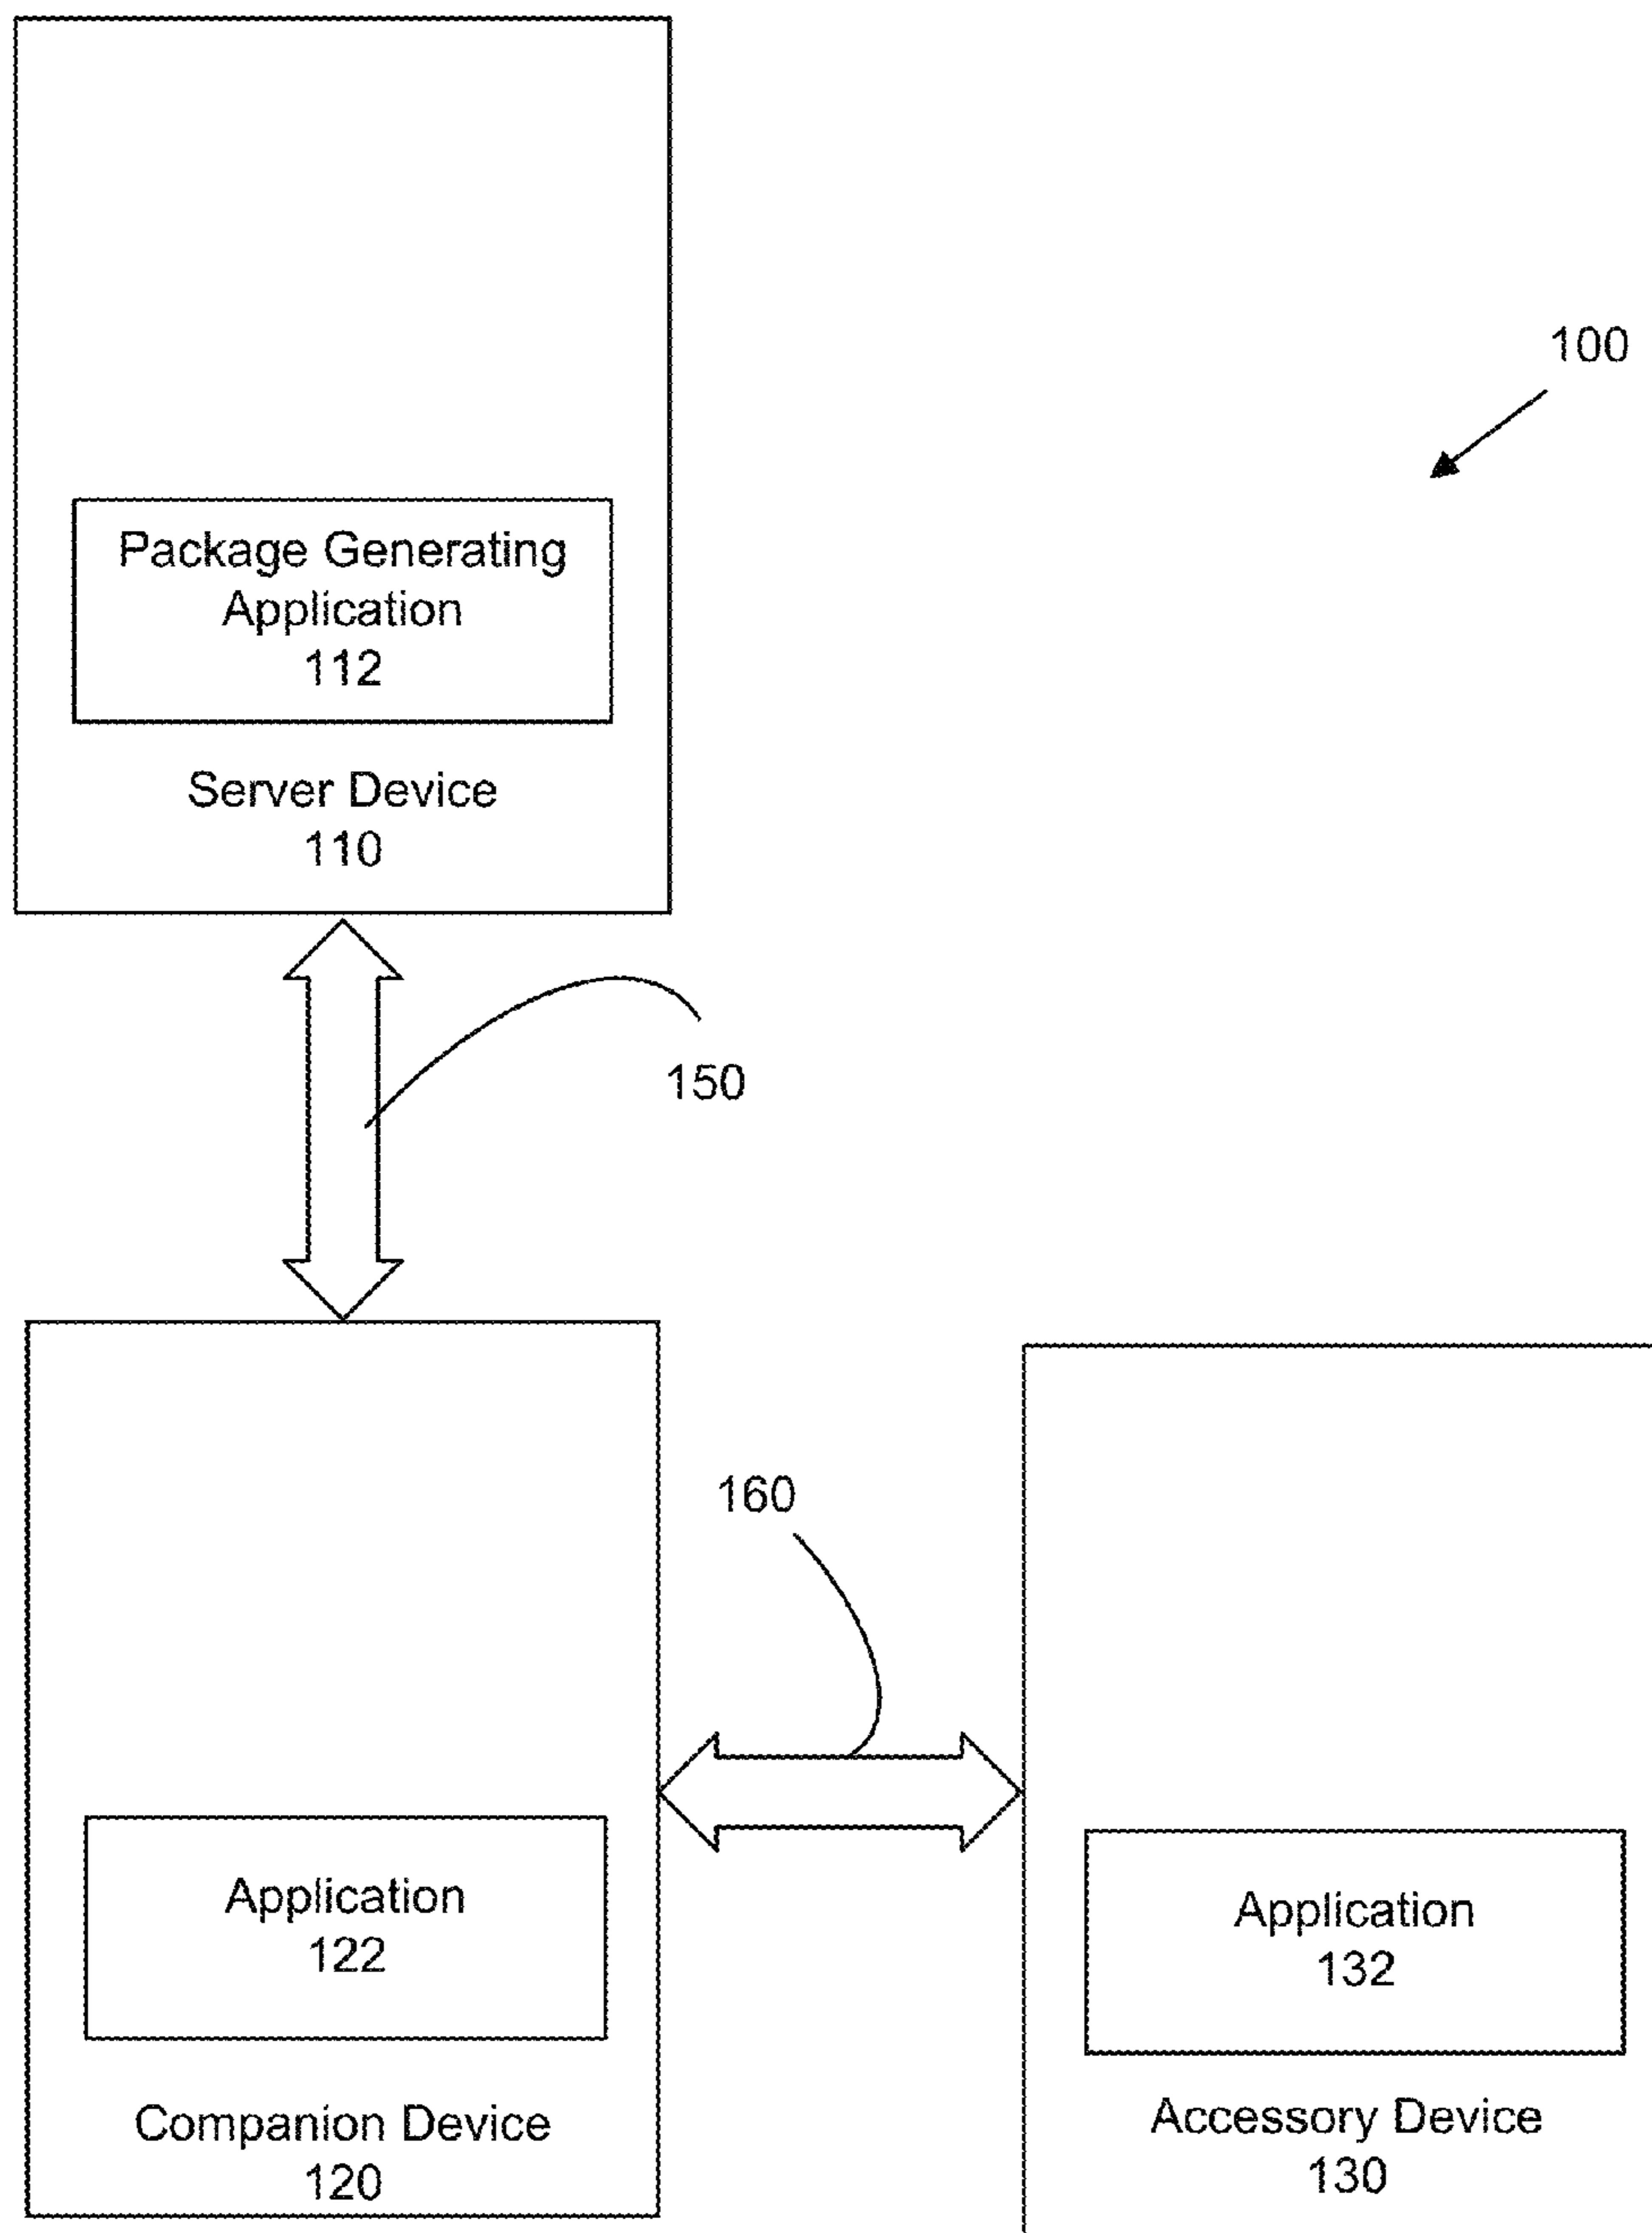 100
Package Generating
Application
112
Server Device
110
150
160
Application
122
Companion Device
120
Application
132
Accessory Device
130